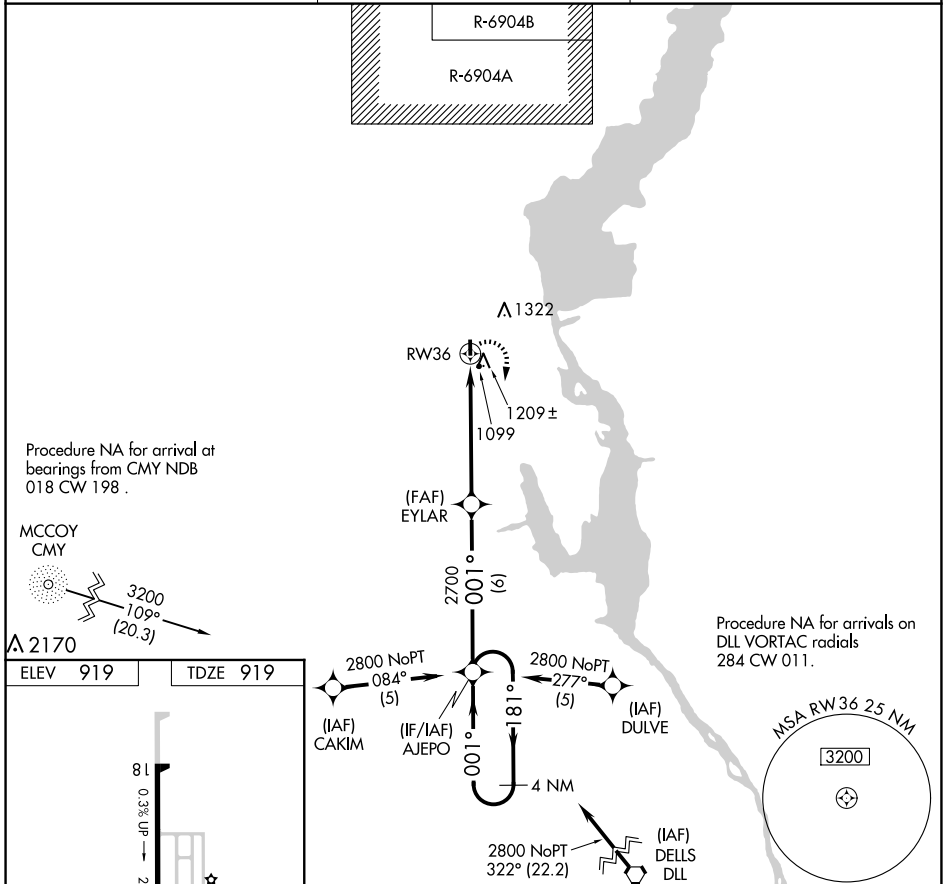 R-6904B
R-6904A
1322
RW36
1209 ±
1099
Procedure NA for arrival at
bearings from CMY NDB
018 CW 198 .
(FAF)
EYLAR
MCCOY
CMY
3200
109°
(20.3)
2170
2700
001°
(6)
Procedure NA for arrivals on
DLL VORTAC radials
284 CW 011.
ELEV 919
TDZE 919
2800 NoPT
084°
(5)
2800 NoPT
277°
(5)
(IAF)
CAKIM
(IF/IAF)
AJEPO
(IAF)
DULVE
001°
181°
4 NM
MSA RW36 25 NM
3200
18
0.3% UP
2
2800 NoPT
322° (22.2)
(IAF)
DELLS
DLL